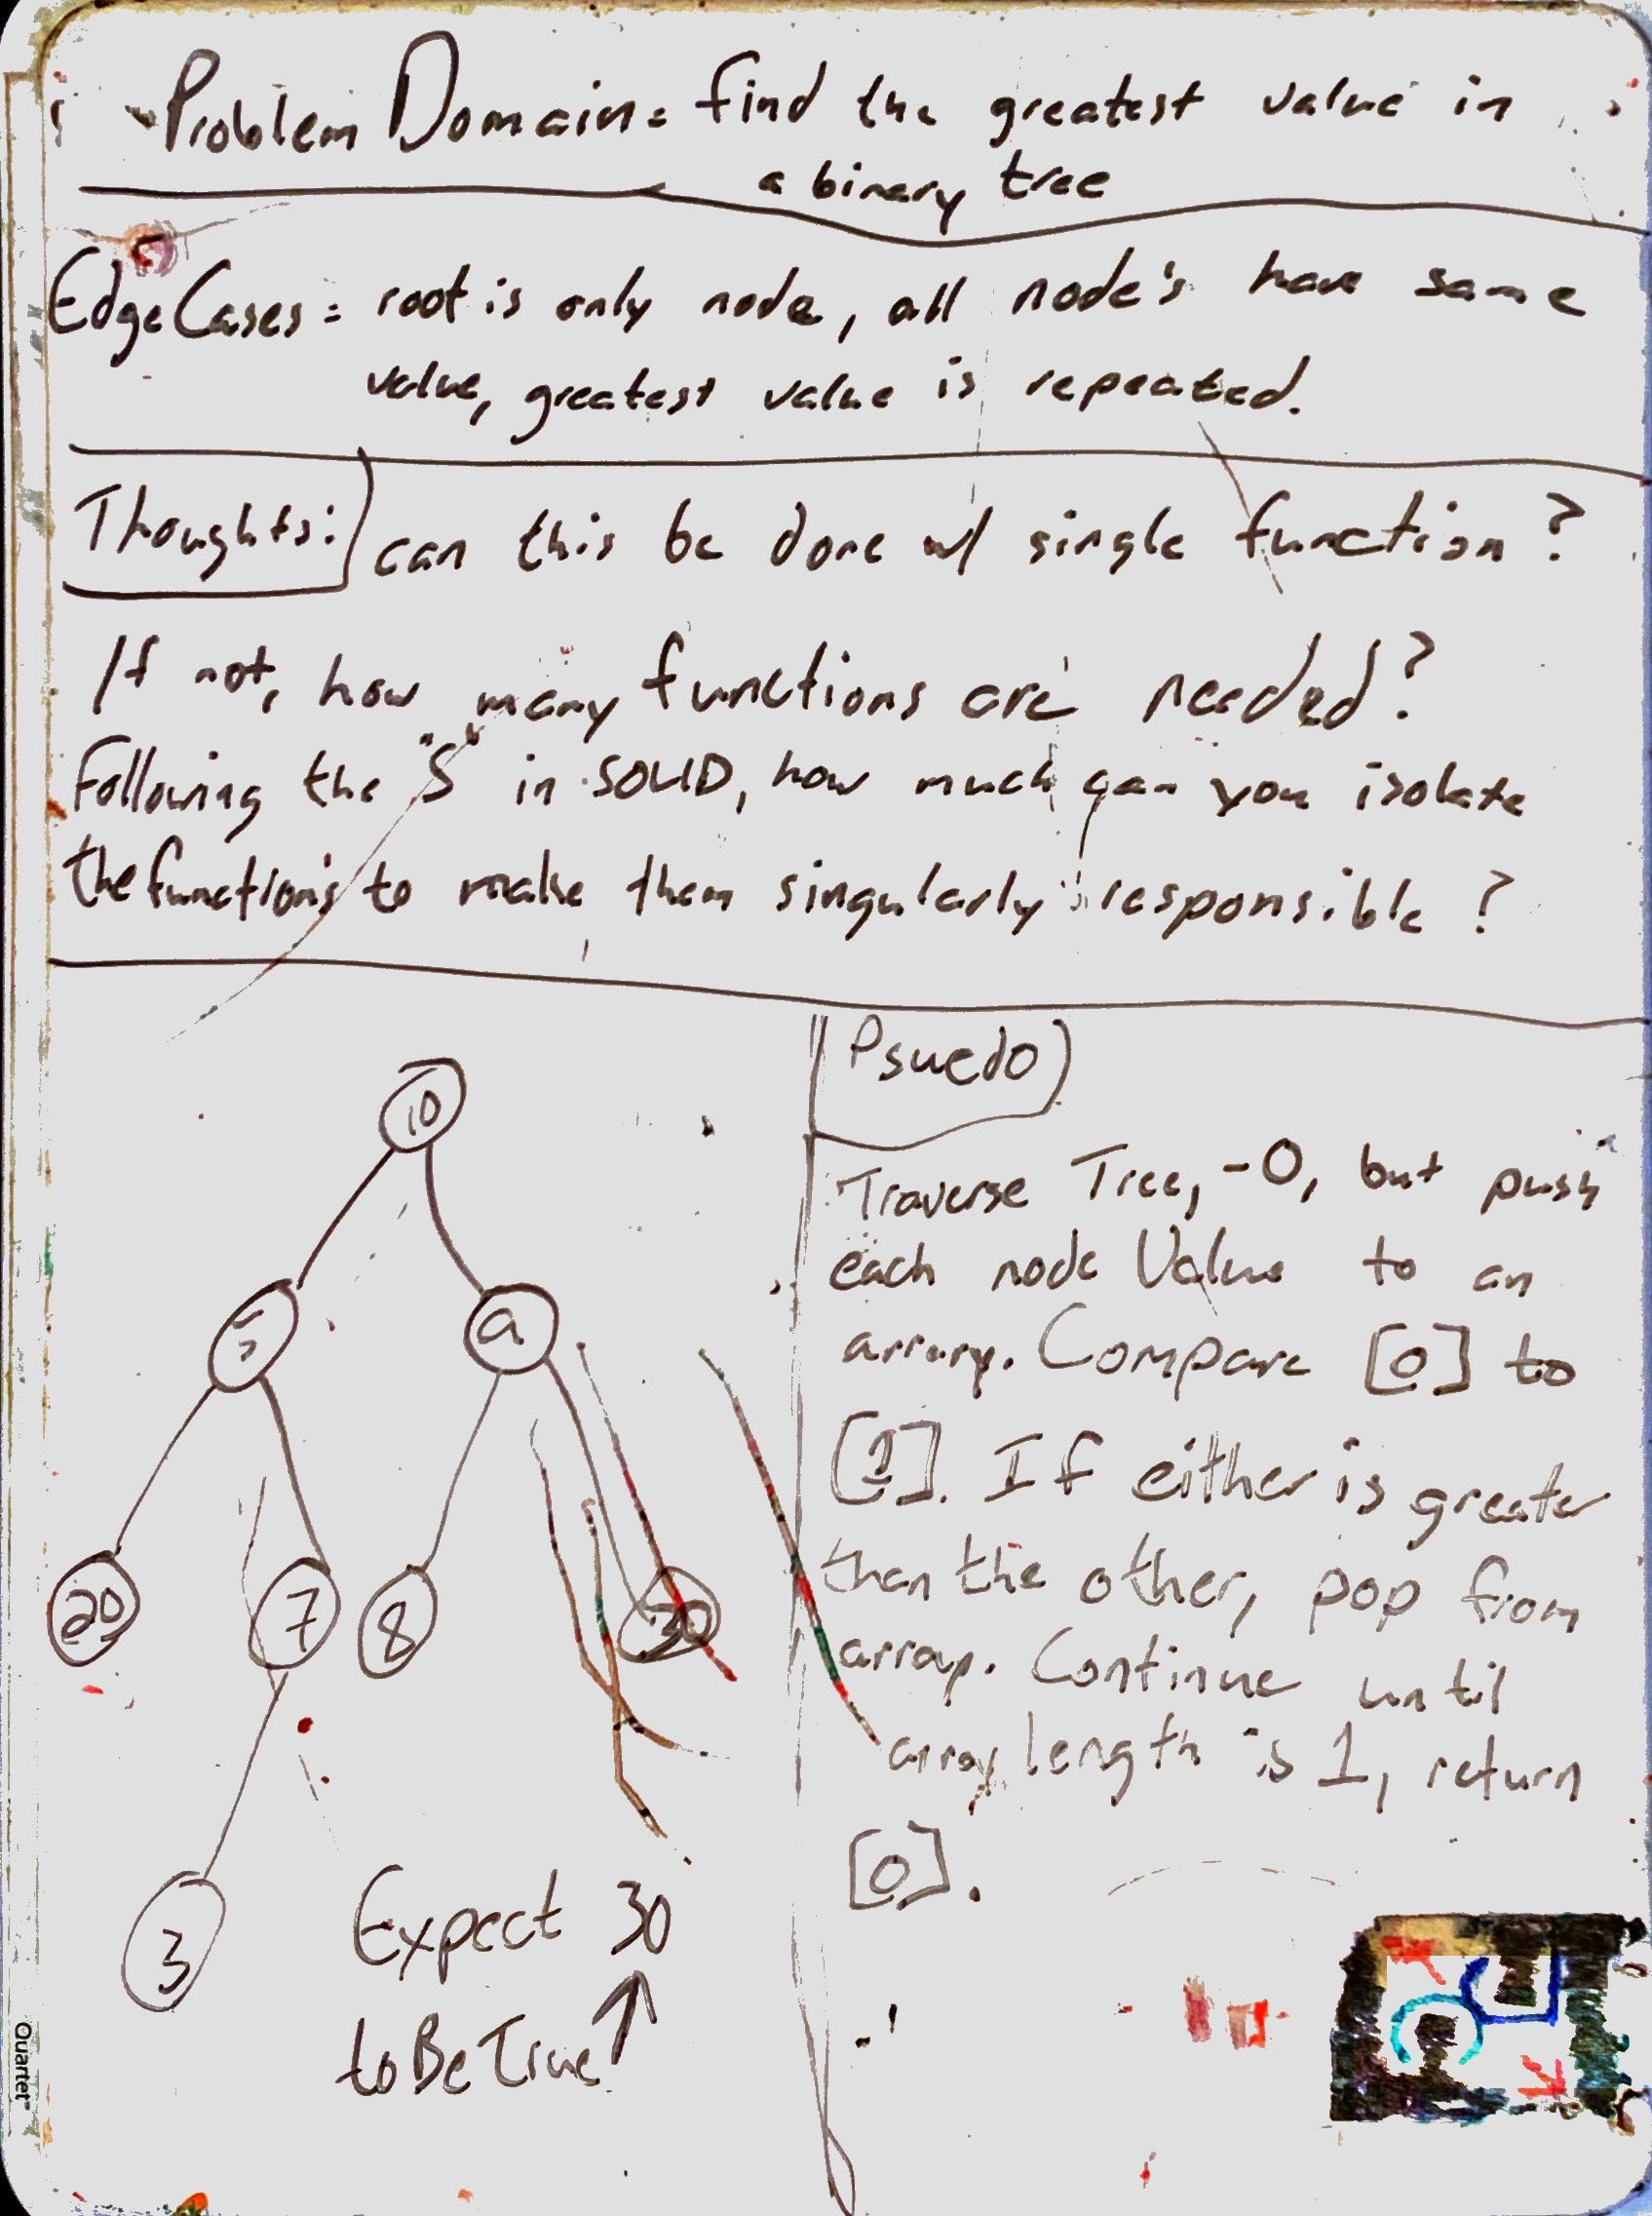 Problem Domain= find the greatest value in
a binary tree
Edge Cases= root is only node, all node's have same
value, greatest value is repeated.
Thoughts: can this be done w/ single function?
If not, how many functions are needed?
Following the "S" in SOLID, how much can you isolate
the functions to make them singularly responsible?
10
5
9
20
7
8
30
3
Expect 30
toBeTrue ↑
Psuedo
Traverse Tree, -O, but push
each node Value to an
array. Compare [0] to
[1]. If either is greater
than the other, pop from
array. Continue until
array length is 1, return
[0].
Quartet